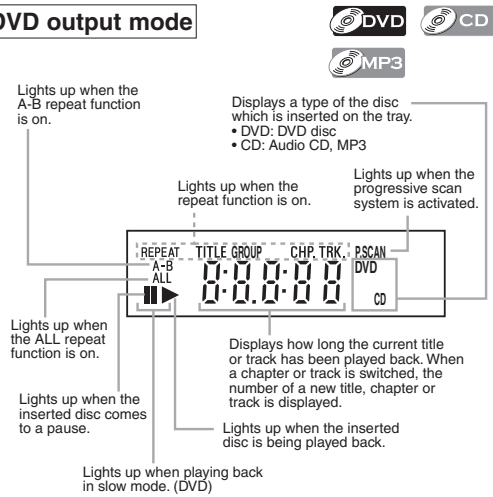 DVD output mode
DVD
CD
MP3
Lights up when the
A-B repeat function
is on.
Displays a type of the disc
which is inserted on the tray.
• DVD: DVD disc
• CD: Audio CD, MP3
Lights up when the
repeat function is on.
Lights up when the
progressive scan
system is activated.
REPEAT TITLE GROUP CHP. TRK. P.SCAN
A-B
ALL
DVD
CD
8:8.8:8 8
Lights up when
the ALL repeat
function is on.
Displays how long the current title
or track has been played back. When
a chapter or track is switched, the
number of a new title, chapter or
track is displayed.
Lights up when the
inserted disc comes
to a pause.
Lights up when the inserted
disc is being played back.
Lights up when playing back
in slow mode. (DVD)